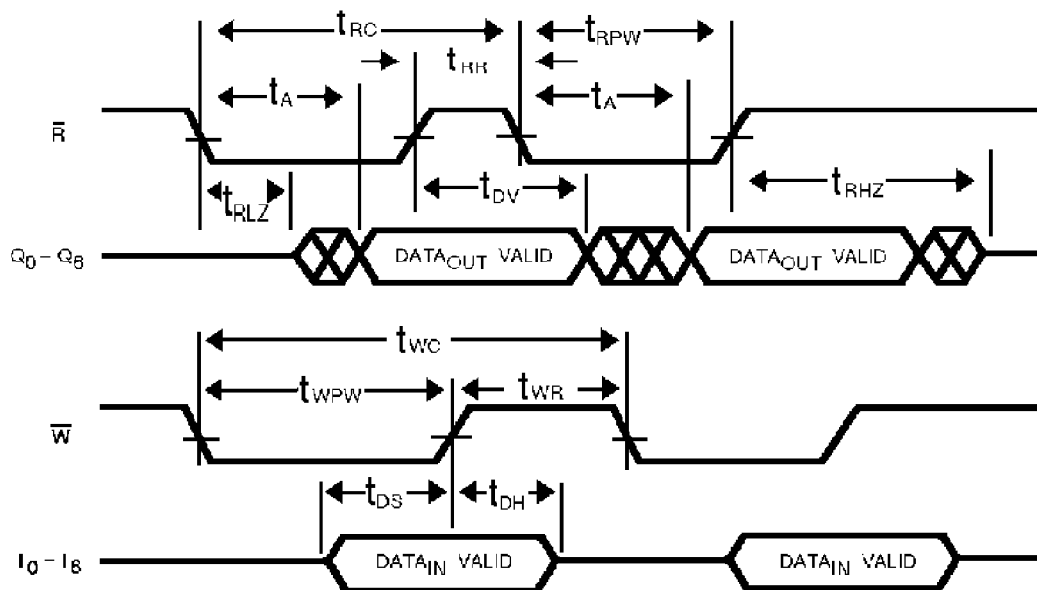 tRC tRPW
tRR
tA tA
R̅
tRLZ tDV tRHZ
Q0 – Q8 DATAOUT VALID DATAOUT VALID
tWC
tWPW tWR
W̅
tDS tDH
I0 – I8 DATAIN VALID DATAIN VALID